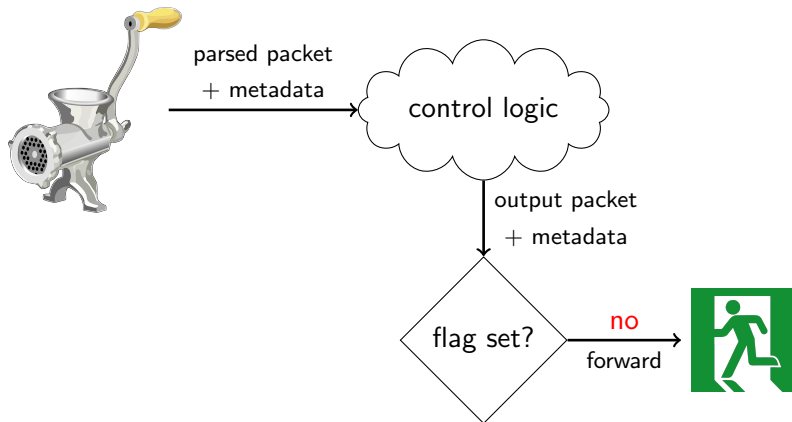 parsed packet
+ metadata
control logic
output packet
+ metadata
flag set?
no
forward